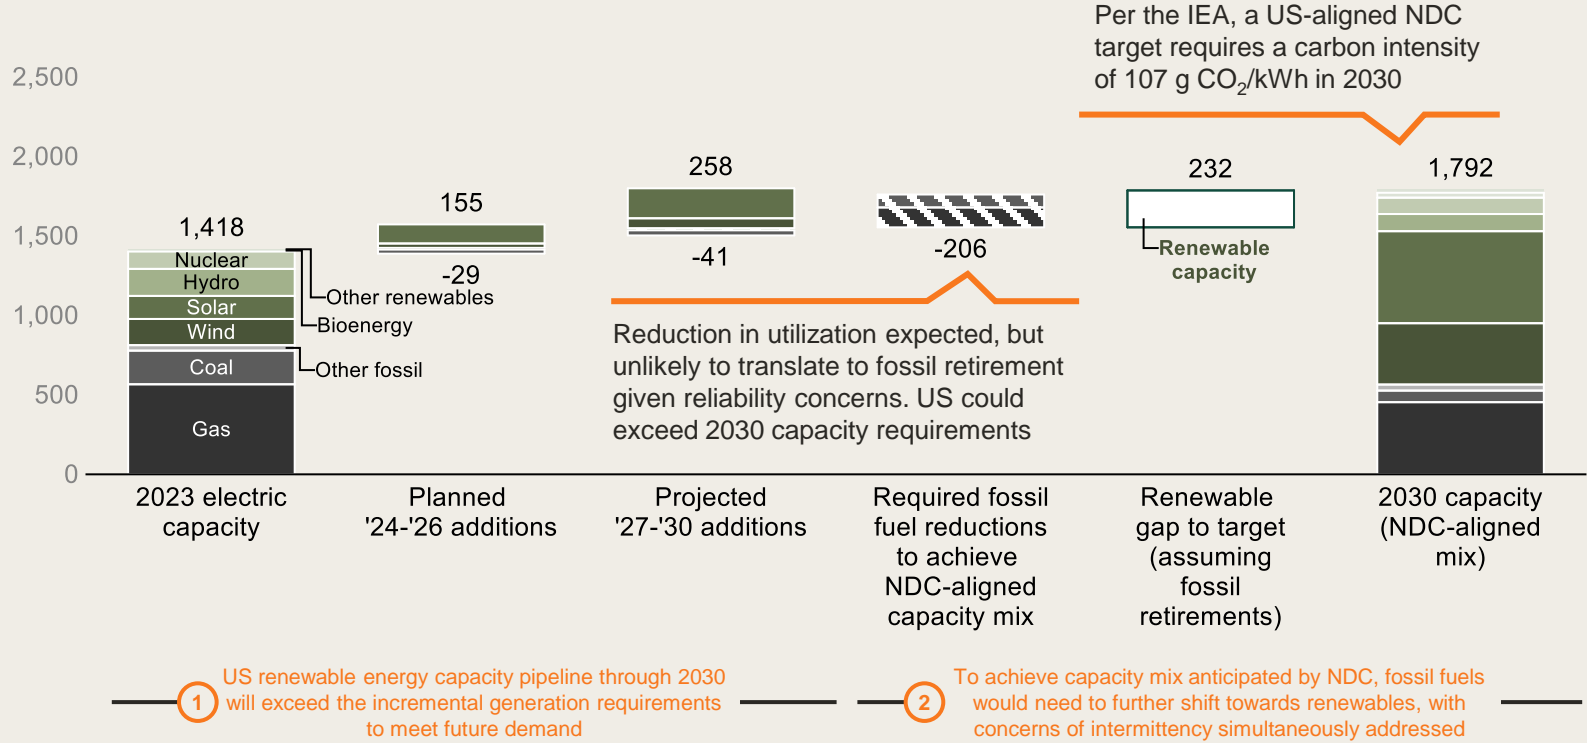 Per the IEA, a US-aligned NDC
target requires a carbon intensity
of 107 g CO₂/kWh in 2030
2,500
2,000
1,500
1,000
500
0
1,418
Nuclear
Hydro
Solar
Wind
Coal
Gas
Other renewables
Bioenergy
Other fossil
155
-29
258
-41
-206
232
Renewable
capacity
1,792
Reduction in utilization expected, but
unlikely to translate to fossil retirement
given reliability concerns. US could
exceed 2030 capacity requirements
2023 electric
capacity
Planned
'24-'26 additions
Projected
'27-'30 additions
Required fossil
fuel reductions
to achieve
NDC-aligned
capacity mix
Renewable
gap to target
(assuming
fossil
retirements)
2030 capacity
(NDC-aligned
mix)
1
US renewable energy capacity pipeline through 2030
will exceed the incremental generation requirements
to meet future demand
2
To achieve capacity mix anticipated by NDC, fossil fuels
would need to further shift towards renewables, with
concerns of intermittency simultaneously addressed